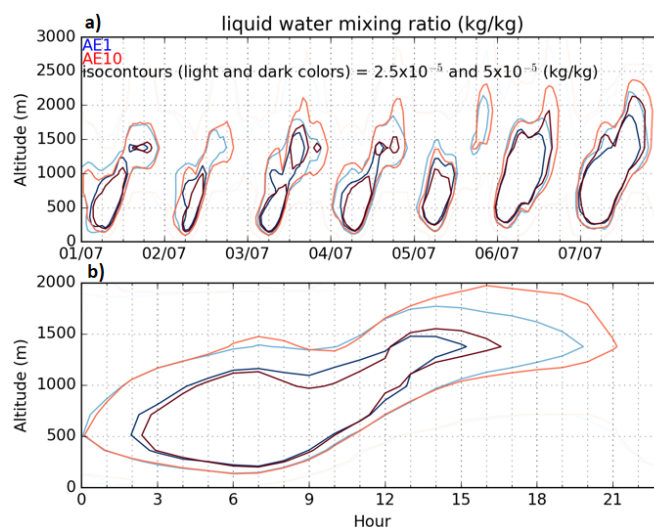 liquid water mixing ratio (kg/kg)
a)
AE1
AE10
isocontours (light and dark colors) = 2.5x10⁻⁵ and 5x10⁻⁵ (kg/kg)
3000
2500
2000
1500
1000
500
0
Altitude (m)
01/07 02/07 03/07 04/07 05/07 06/07 07/07
b)
2000
1500
1000
500
0
Altitude (m)
0 3 6 9 12 15 18 21
Hour